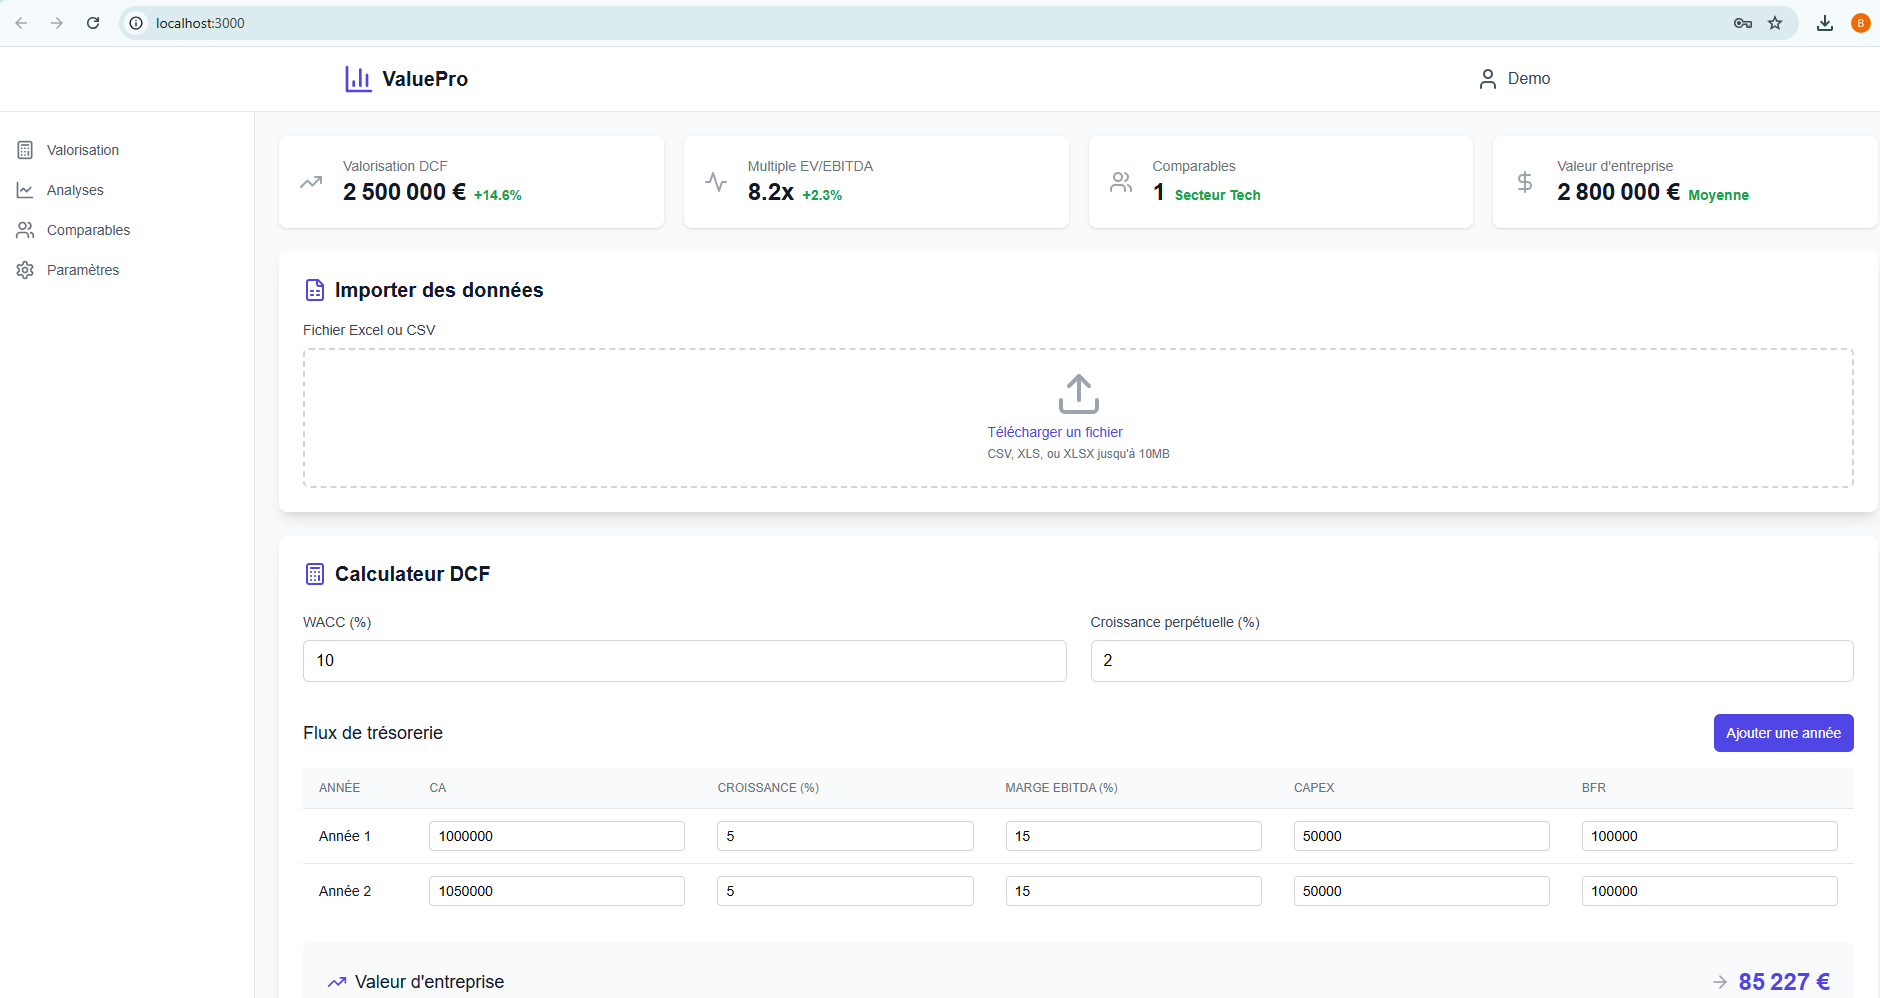 localhost:3000
B
ValuePro
Demo
Valorisation
Analyses
Comparables
Paramètres
Valorisation DCF
2 500 000 € +14.6%
Multiple EV/EBITDA
8.2x +2.3%
Comparables
1 Secteur Tech
Valeur d'entreprise
2 800 000 € Moyenne
Importer des données
Fichier Excel ou CSV
Télécharger un fichier
CSV, XLS, ou XLSX jusqu'à 10MB
Calculateur DCF
WACC (%)
10
Croissance perpétuelle (%)
2
Flux de trésorerie
Ajouter une année
ANNÉE CA CROISSANCE (%) MARGE EBITDA (%) CAPEX BFR
Année 1 1000000 5 15 50000 100000
Année 2 1050000 5 15 50000 100000
Valeur d'entreprise
85 227 €